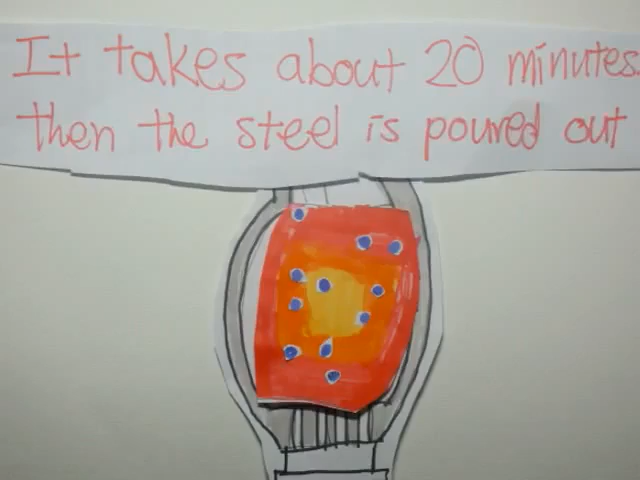 It takes about 20 minutes
then the steel is poured out